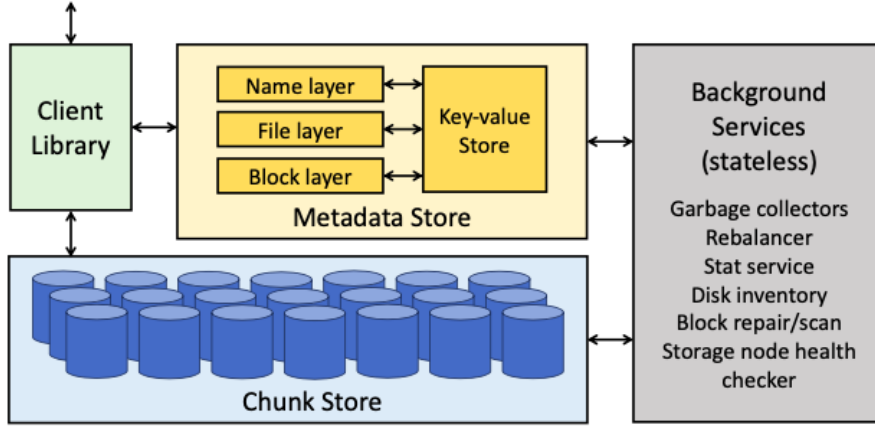 Client
Library
Name layer
File layer
Block layer
Key-value
Store
Metadata Store
Chunk Store
Background
Services
(stateless)
Garbage collectors
Rebalancer
Stat service
Disk inventory
Block repair/scan
Storage node health
checker